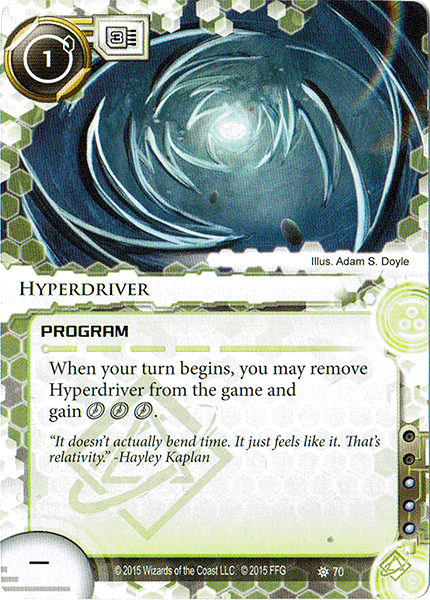 1
3
Illus. Adam S. Doyle
HYPERDRIVER
PROGRAM
When your turn begins, you may remove
Hyperdriver from the game and
gain
“It doesn’t actually bend time. It just feels like it. That’s
relativity.” -Hayley Kaplan
–
© 2015 Wizards of the Coast LLC. © 2015 FFG
70